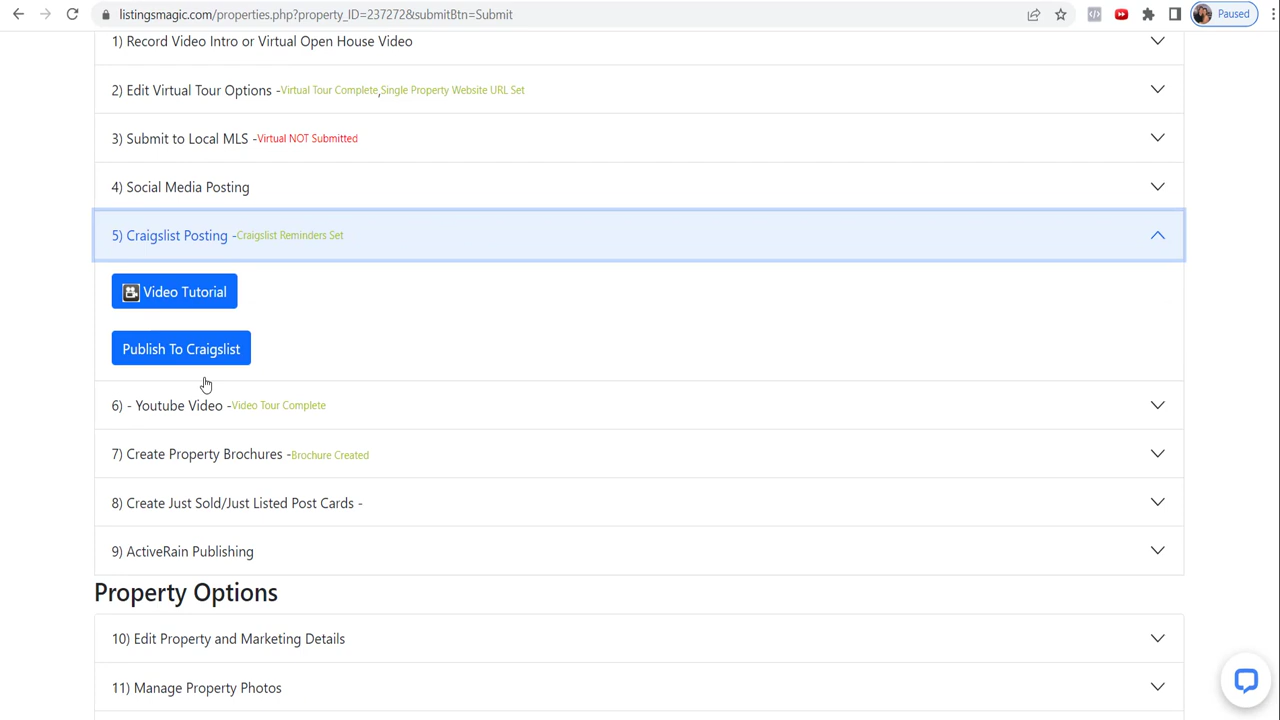 listingsmagic.com/properties.php?property_ID=237272&submitBtn=Submit
Paused
1) Record Video Intro or Virtual Open House Video
2) Edit Virtual Tour Options -Virtual Tour Complete,Single Property Website URL Set
3) Submit to Local MLS -Virtual NOT Submitted
4) Social Media Posting
5) Craigslist Posting -Craigslist Reminders Set
Video Tutorial
Publish To Craigslist
6) - Youtube Video -Video Tour Complete
7) Create Property Brochures -Brochure Created
8) Create Just Sold/Just Listed Post Cards -
9) ActiveRain Publishing
Property Options
10) Edit Property and Marketing Details
11) Manage Property Photos